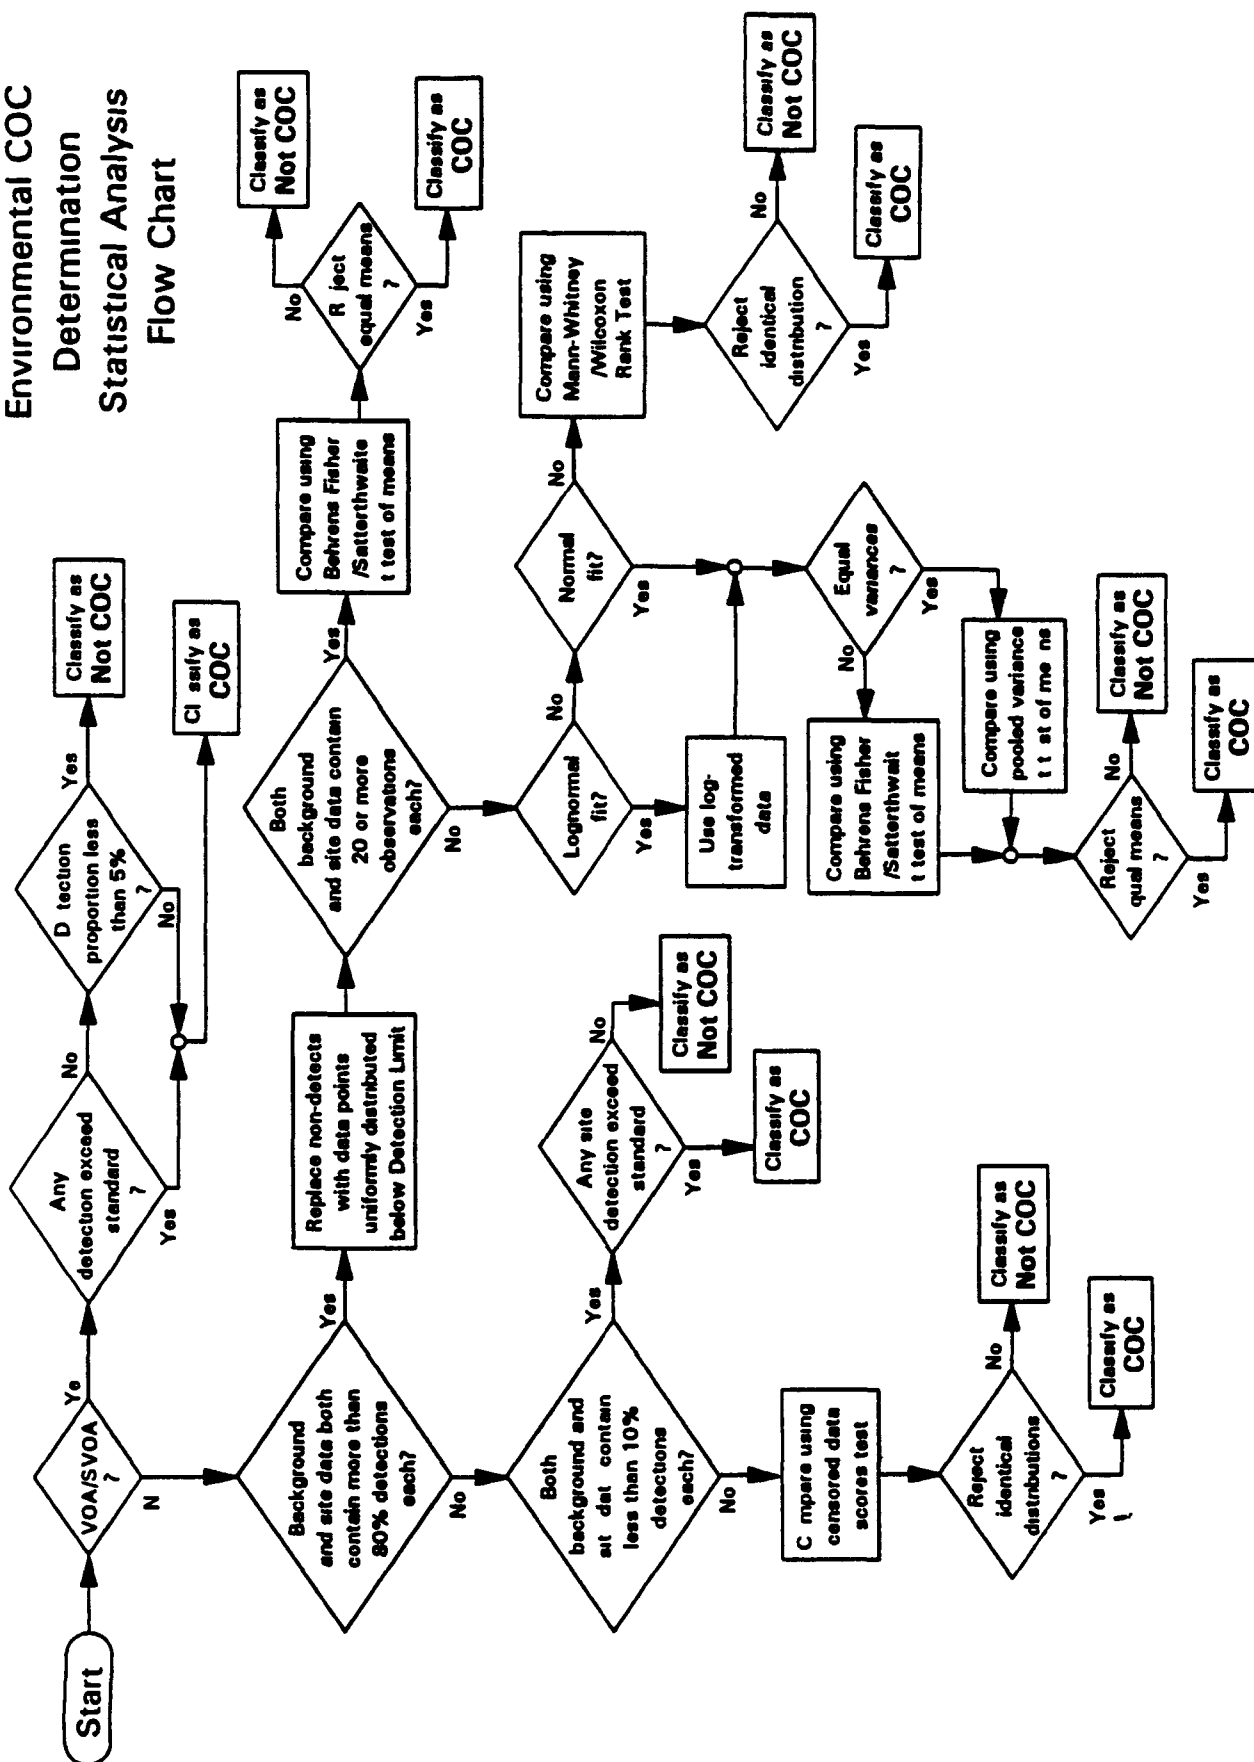 Environmental COC
Determination
Statistical Analysis
Flow Chart
Start
VOA/SVOA
?
Ye
N
Any
detection exceed
standard
?
No
Yes
D tection
proportion less
than 5%
?
Yes
No
Classify as
Not COC
Cl ssify as
COC
Background
and site data both
contain more than
80% detections
each?
Yes
No
Replace non-detects
with data points
uniformly distributed
below Detection Limit
Both
background
and site data contain
20 or more
observations
each?
Yes
No
Compare using
Behrens Fisher
/Satterthwaite
t test of means
R ject
equal means
?
No
Yes
Classify as
Not COC
Classify as
COC
Lognormal
fit?
No
Yes
Normal
fit?
No
Yes
Compare using
Mann-Whitney
/Wilcoxon
Rank Test
Reject
identical
distribution
?
No
Yes
Classify as
Not COC
Classify as
COC
Use log-
transformed
data
Equal
variances
?
No
Yes
Compare using
Behrens Fisher
/Satterthwait
t test of means
Compare using
pooled variance
t t st of me ns
Reject
qual means
?
No
Yes
Classify as
Not COC
Classify as
COC
Both
background and
sit dat contain
less than 10%
detections
each?
Yes
No
Any site
detection exceed
standard
?
No
Yes
Classify as
Not COC
Classify as
COC
C mpare using
censored data
scores test
Reject
identical
distributions
?
No
Yes
Classify as
Not COC
Classify as
COC